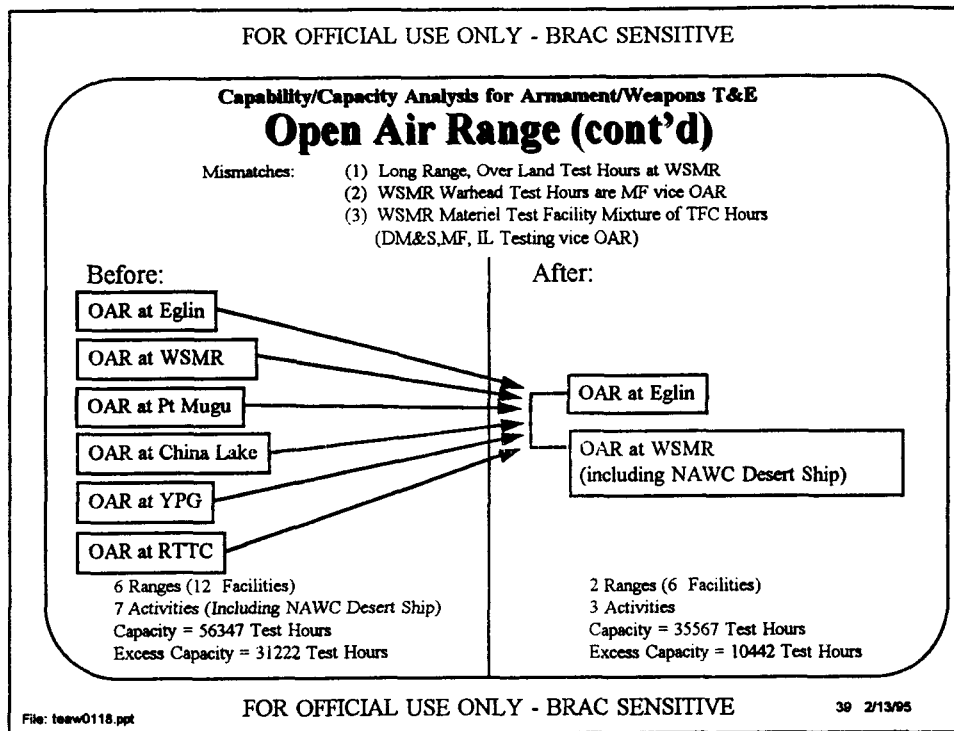 FOR OFFICIAL USE ONLY - BRAC SENSITIVE
Capability/Capacity Analysis for Armament/Weapons T&E
Open Air Range (cont'd)
Mismatches: (1) Long Range, Over Land Test Hours at WSMR
(2) WSMR Warhead Test Hours are MF vice OAR
(3) WSMR Materiel Test Facility Mixture of TFC Hours
(DM&S,MF, IL Testing vice OAR)
Before:
OAR at Eglin
OAR at WSMR
OAR at Pt Mugu
OAR at China Lake
OAR at YPG
OAR at RTTC
6 Ranges (12 Facilities)
7 Activities (Including NAWC Desert Ship)
Capacity = 56347 Test Hours
Excess Capacity = 31222 Test Hours
After:
OAR at Eglin
OAR at WSMR
(including NAWC Desert Ship)
2 Ranges (6 Facilities)
3 Activities
Capacity = 35567 Test Hours
Excess Capacity = 10442 Test Hours
File: teaw0118.ppt
FOR OFFICIAL USE ONLY - BRAC SENSITIVE
39 2/13/95